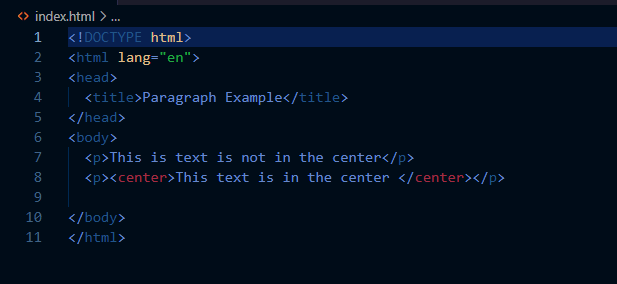 <> index.html > ...
1 <!DOCTYPE html>
2 <html lang="en">
3 <head>
4   <title>Paragraph Example</title>
5 </head>
6 <body>
7   <p>This is text is not in the center</p>
8   <p><center>This text is in the center </center></p>
9
10 </body>
11 </html>